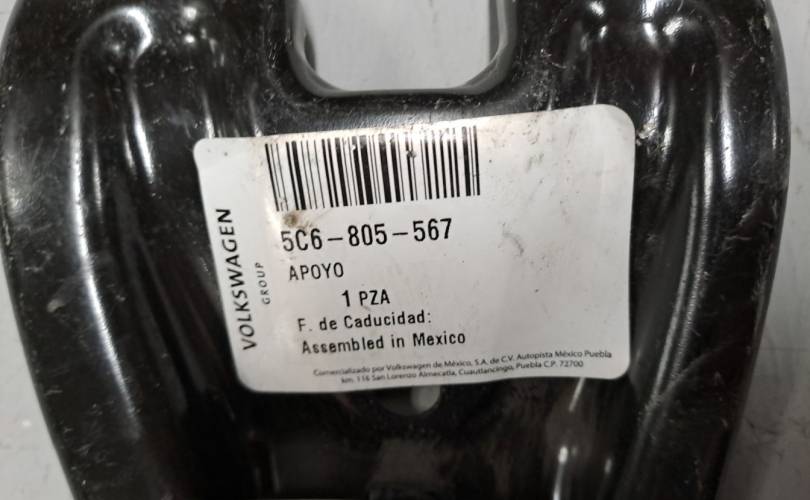 VOLKSWAGEN
GROUP
5C6-805-567
APOYO
1 PZA
F. de Caducidad:
Assembled in Mexico
Comercializado por Volkswagen de México, S.A. de C.V. Autopista México Puebla
km. 116 San Lorenzo Almecatla, Cuautlancingo, Puebla C.P. 72700